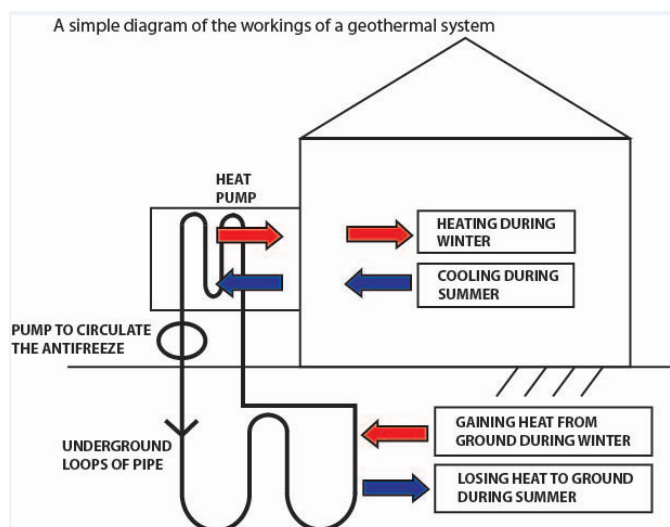 A simple diagram of the workings of a geothermal system
HEAT
PUMP
HEATING DURING
WINTER
COOLING DURING
SUMMER
PUMP TO CIRCULATE
THE ANTIFREEZE
GAINING HEAT FROM
GROUND DURING WINTER
UNDERGROUND
LOOPS OF PIPE
LOSING HEAT TO GROUND
DURING SUMMER